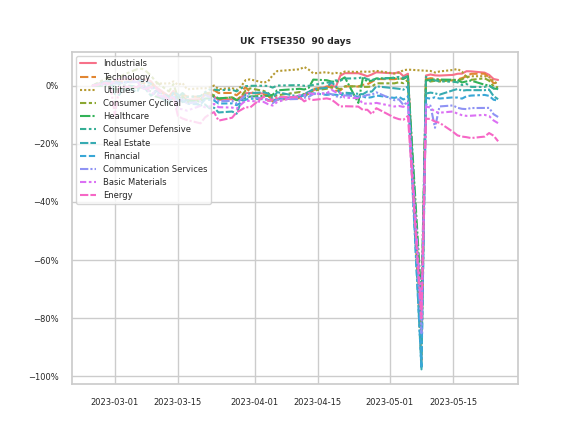 UK  FTSE350  90 days
0%
−20%
−40%
−60%
−80%
−100%
Industrials
Technology
Utilities
Consumer Cyclical
Healthcare
Consumer Defensive
Real Estate
Financial
Communication Services
Basic Materials
Energy
2023-03-01 2023-03-15 2023-04-01 2023-04-15 2023-05-01 2023-05-15